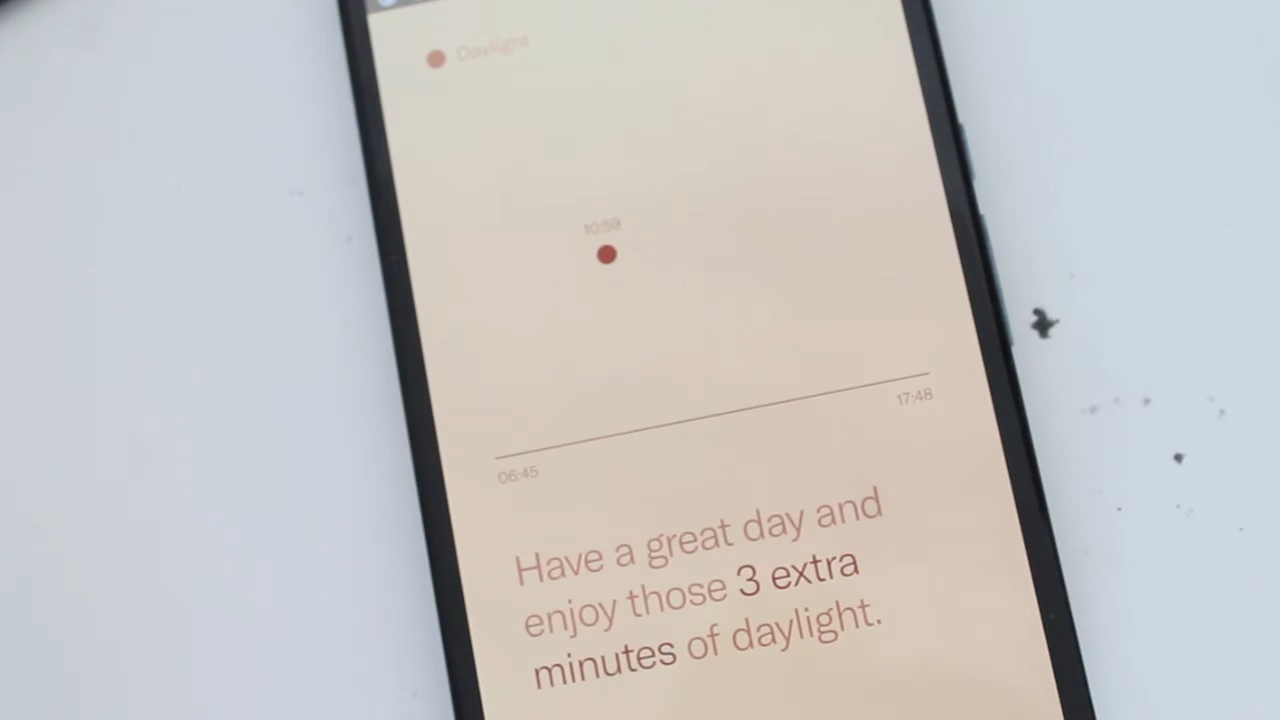 Daylight
10:59
17:48
06:45
Have a great day and
enjoy those 3 extra
minutes of daylight.